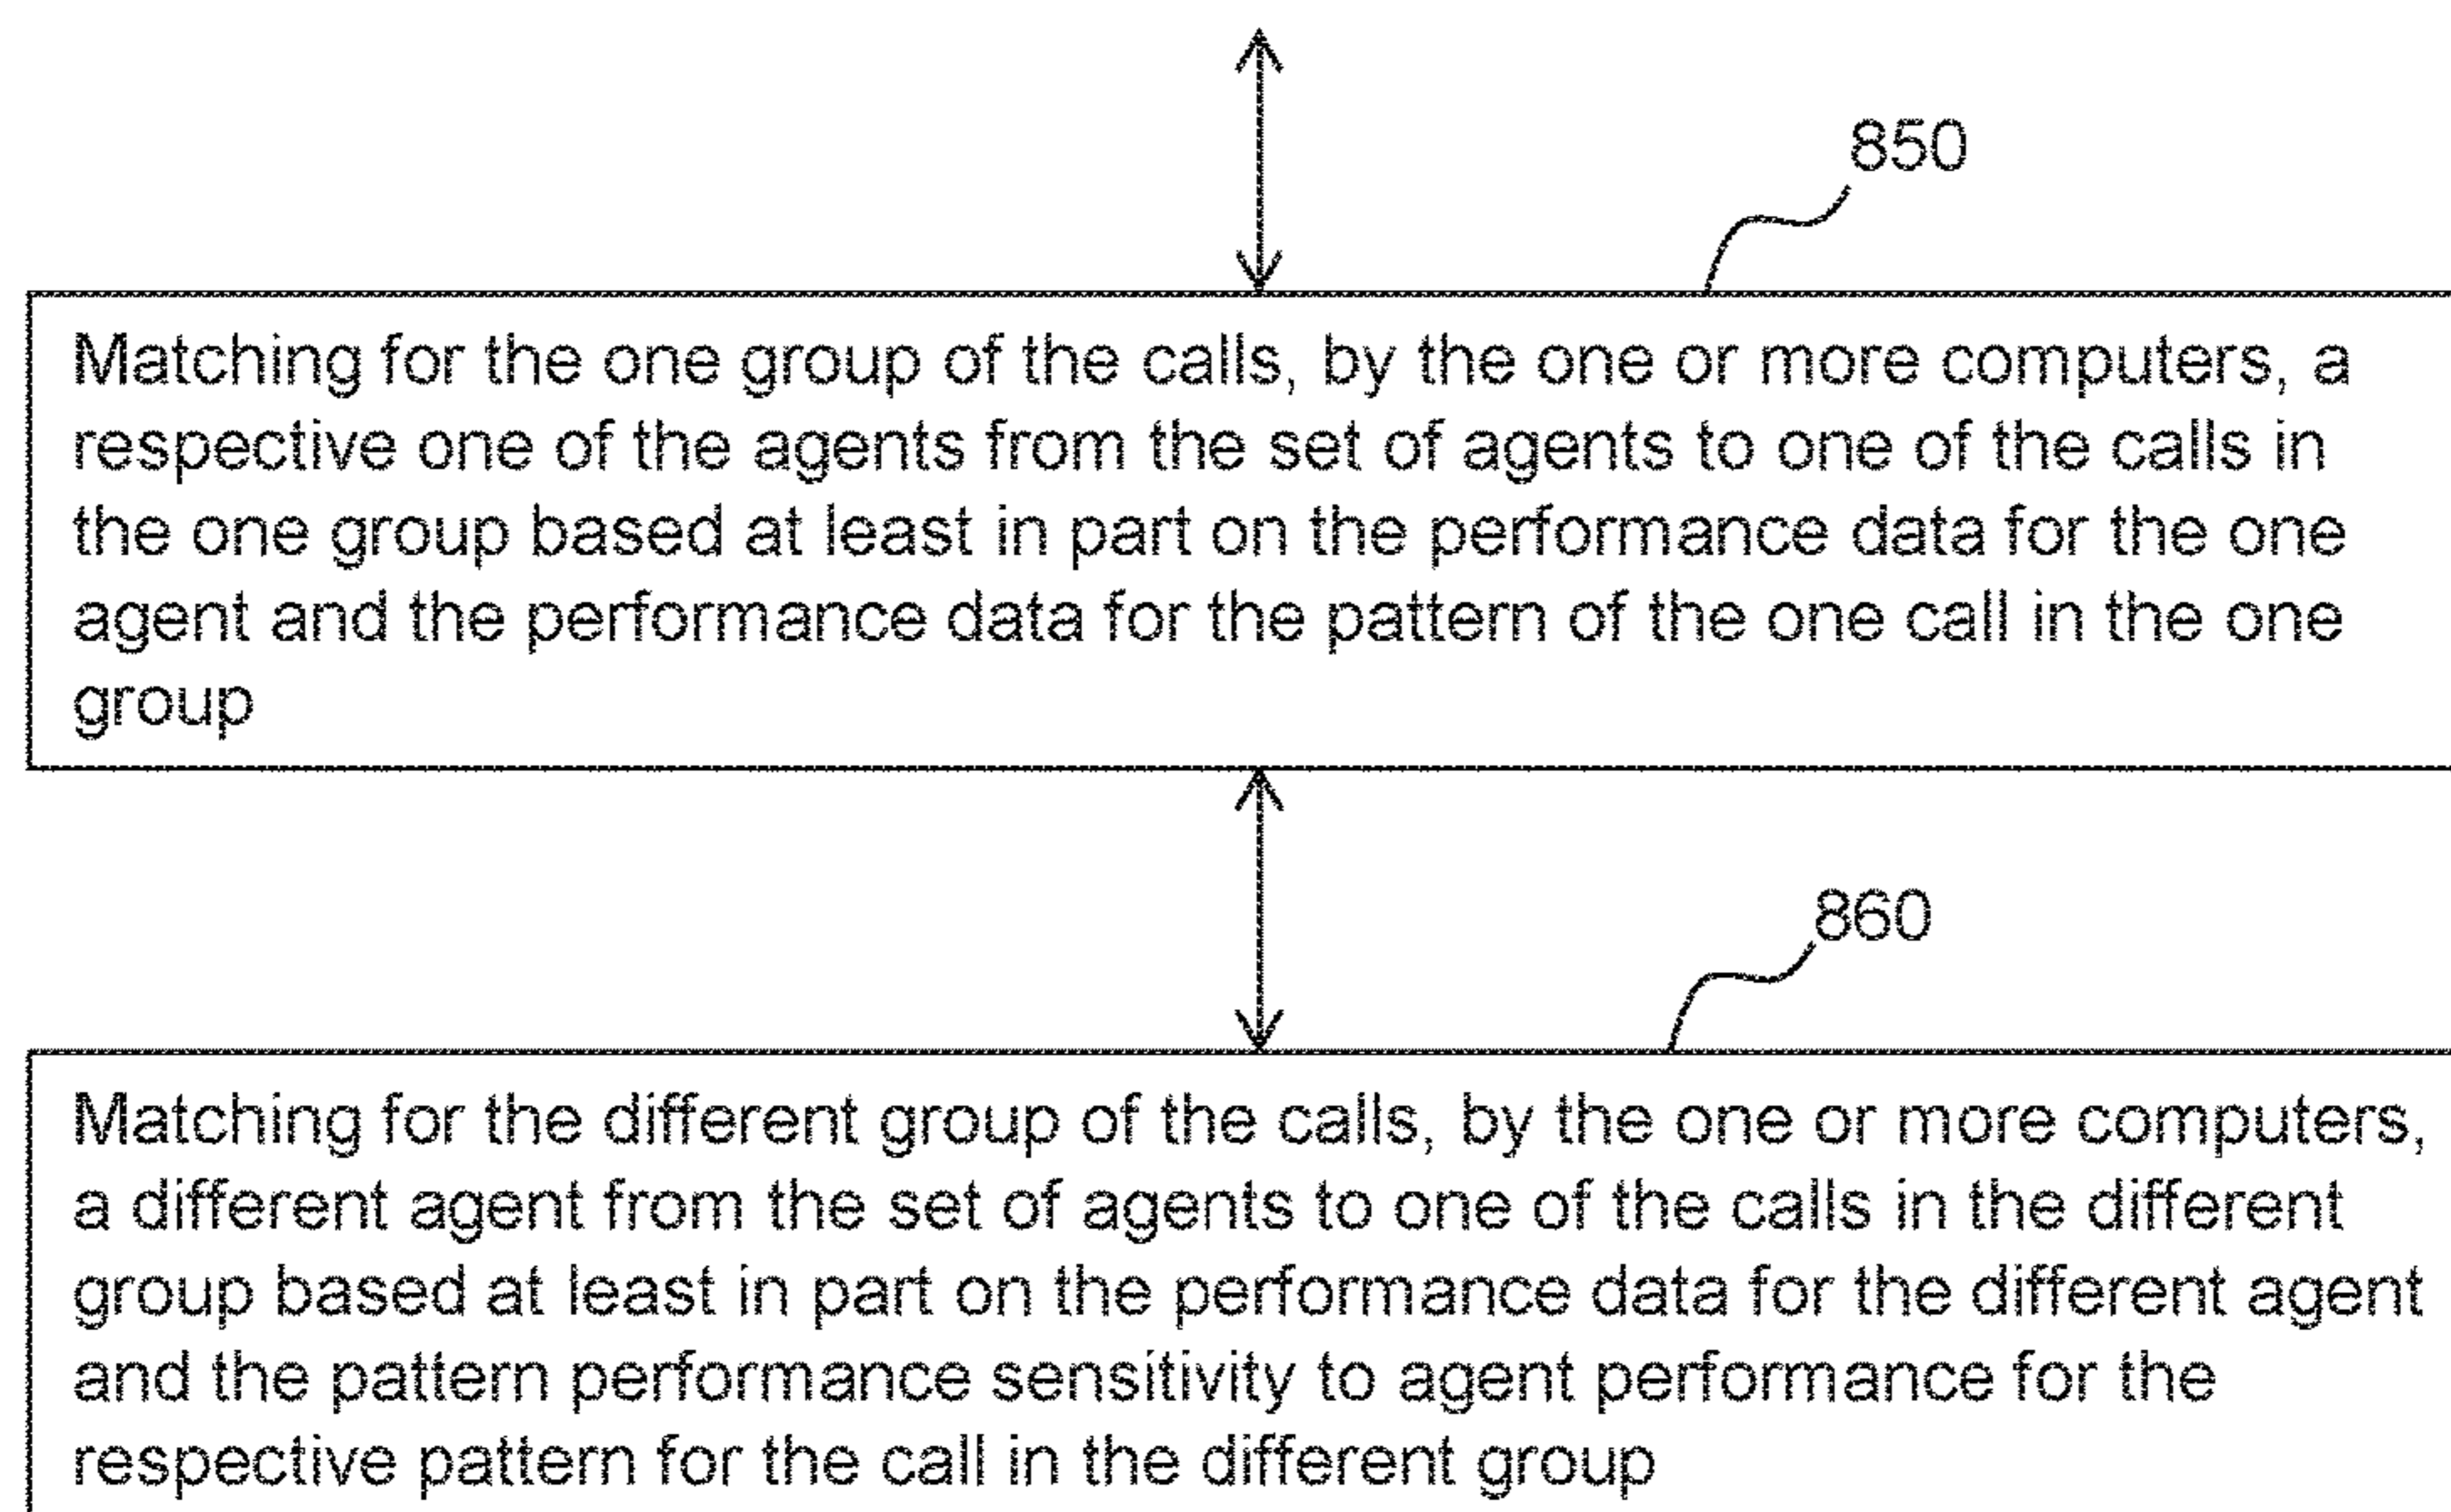 850
Matching for the one group of the calls, by the one or more computers, a
respective one of the agents from the set of agents to one of the calls in
the one group based at least in part on the performance data for the one
agent and the performance data for the pattern of the one call in the one
group
860
Matching for the different group of the calls, by the one or more computers,
a different agent from the set of agents to one of the calls in the different
group based at least in part on the performance data for the different agent
and the pattern performance sensitivity to agent performance for the
respective pattern for the call in the different group